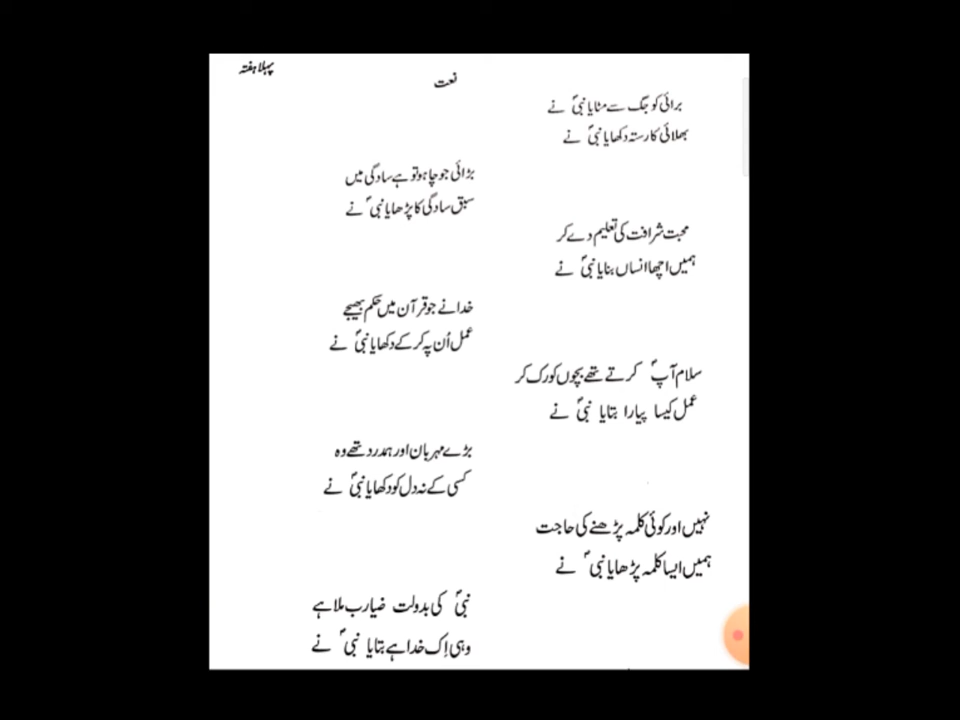 پہلا ہفتہ
نعت
برائی کو جگ سے مٹایا نبیؐ نے
بھلائی کا رستہ دکھایا نبیؐ نے
بڑائی جو چاہو تو ہے سادگی میں
سبق سادگی کا پڑھایا نبیؐ نے
محبت شرافت کی تعلیم دے کر
ہمیں اچھا انساں بنایا نبیؐ نے
خدا نے جو قرآن میں حکم بھیجے
عمل اُن پہ کر کے دکھایا نبیؐ نے
سلام آپؐ کرتے تھے بچوں کو رک کر
عمل کیسا پیارا بتایا نبیؐ نے
بڑے مہربان اور ہمدرد تھے وہ
کسی کے نہ دل کو دکھایا نبیؐ نے
نہیں اور کوئی کلمہ پڑھنے کی حاجت
ہمیں ایسا کلمہ پڑھایا نبیؐ نے
نبیؐ کی بدولت ضیا رب ملا ہے
وہی اِک خدا ہے بتایا نبیؐ نے